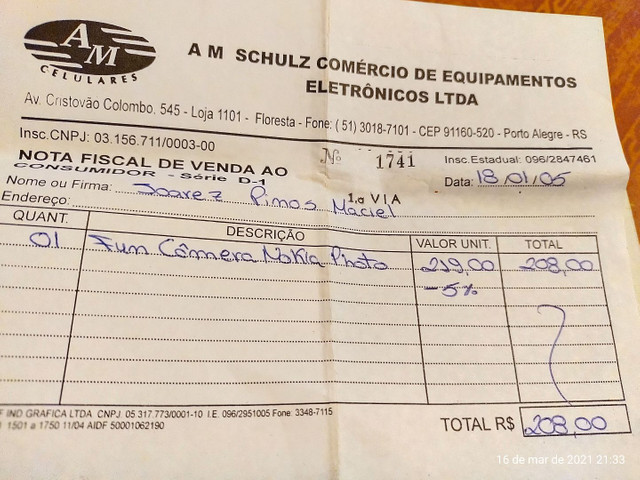 AM
CELULARES
A M SCHULZ COMÉRCIO DE EQUIPAMENTOS
ELETRÔNICOS LTDA
Av. Cristovão Colombo, 545 - Loja 1101 - Floresta - Fone: (51) 3018-7101 - CEP 91160-520 - Porto Alegre - RS
Insc.CNPJ: 03.156.711/0003-00
Nº 1741
Insc.Estadual: 096/2847461
NOTA FISCAL DE VENDA AO
CONSUMIDOR - Série D-1
1.a VIA
Data: 18/01/05
Nome ou Firma: Joarez Pimos Maciel
Endereço:
QUANT. DESCRIÇÃO VALOR UNIT. TOTAL
01 Fun Câmera Nokia Photo 219,00 208,00
-5%
IND GRAFICA LTDA CNPJ. 05 317.773/0001-10 I.E. 096/2951005 Fone: 3348-7115
1501 a 1750 11/04 AIDF 50001062190
TOTAL R$ 208,00
16 de mar de 2021 21:33